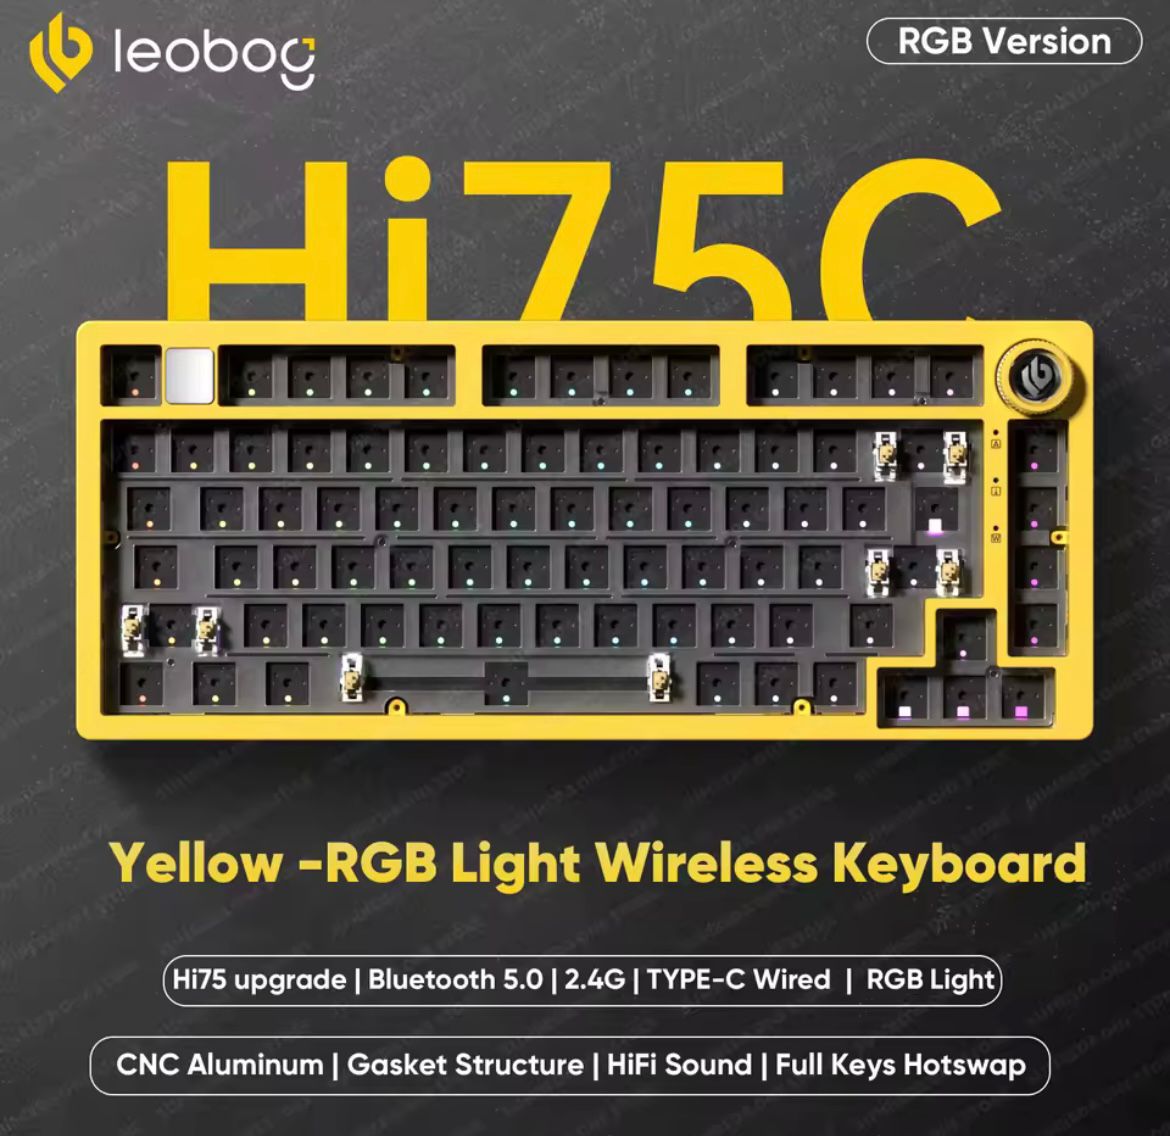 leobog
RGB Version
Hi75C
A
W
Yellow -RGB Light Wireless Keyboard
Hi75 upgrade | Bluetooth 5.0 | 2.4G | TYPE-C Wired | RGB Light
CNC Aluminum | Gasket Structure | HiFi Sound | Full Keys Hotswap